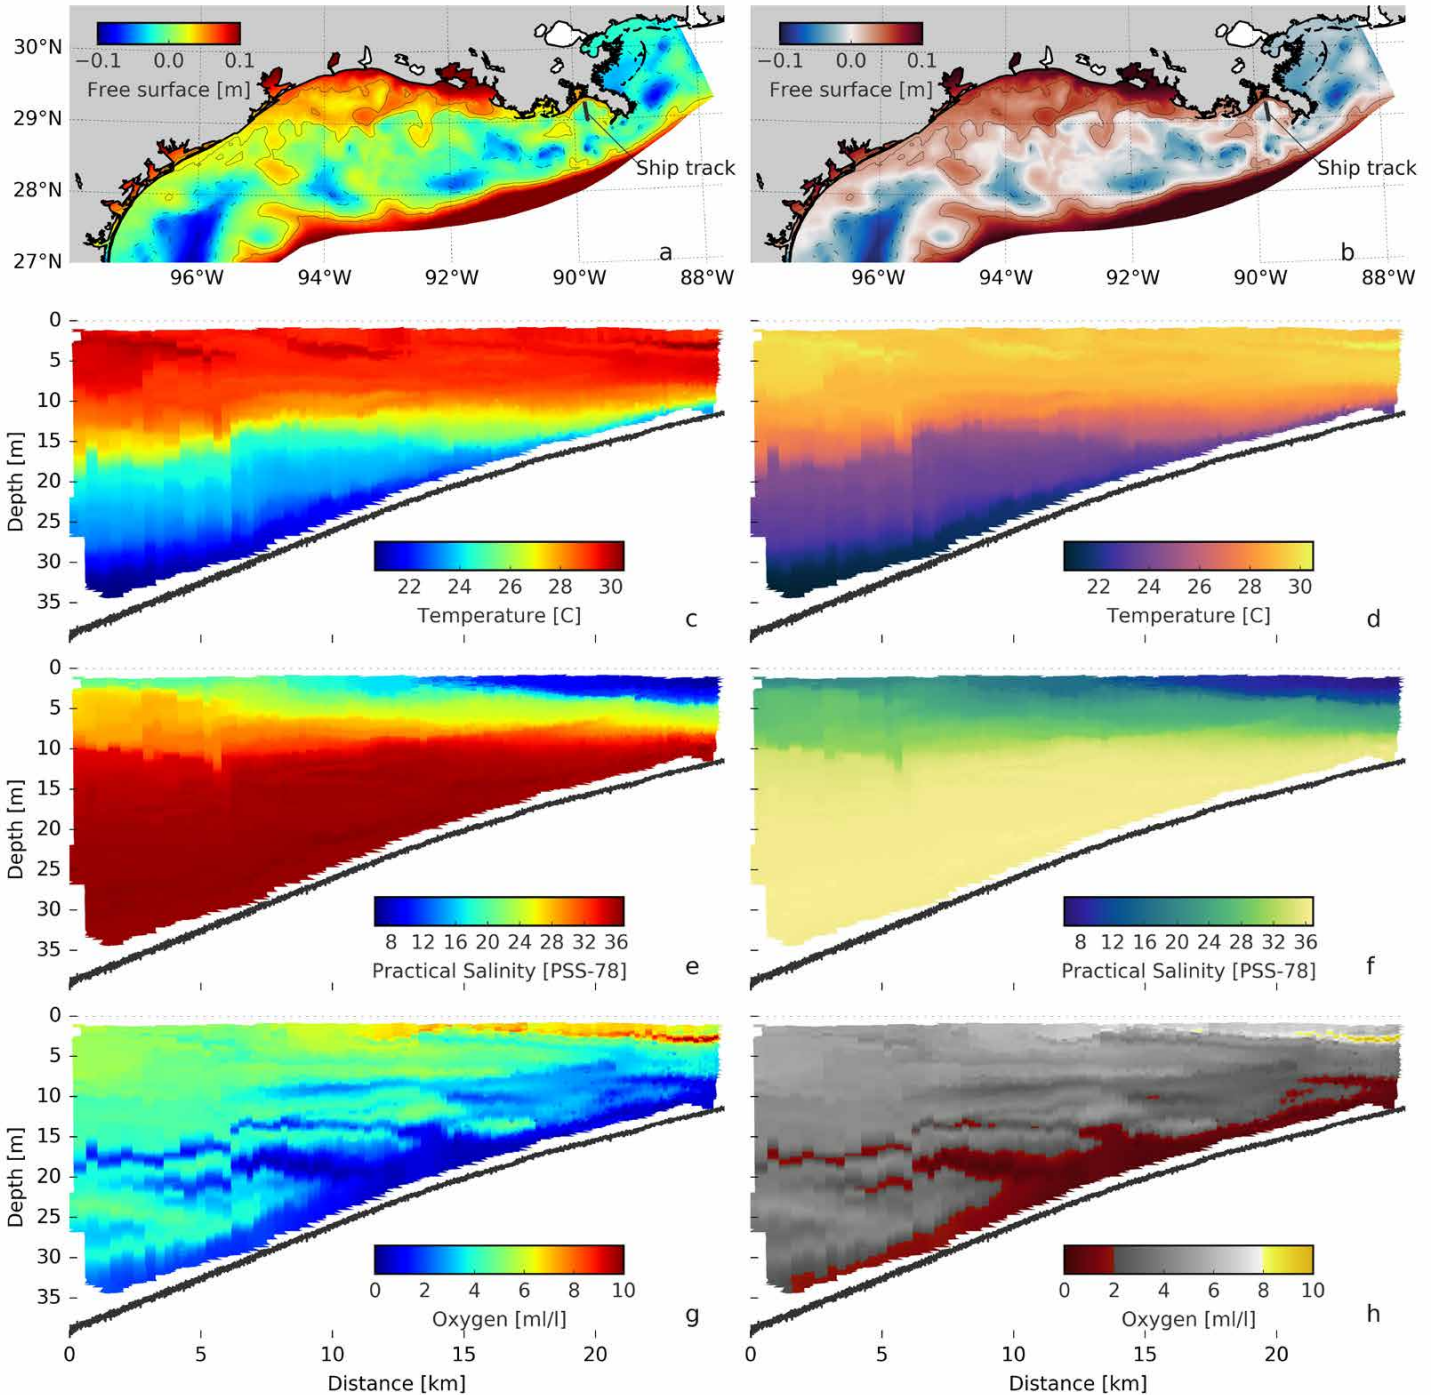 30°N
29°N
28°N
27°N
−0.1 0.0 0.1
Free surface [m]
Ship track
a
96°W 94°W 92°W 90°W 88°W
−0.1 0.0 0.1
Free surface [m]
Ship track
b
96°W 94°W 92°W 90°W 88°W
0
5
10
15
20
25
30
35
Depth [m]
22 24 26 28 30
Temperature [C]
c
22 24 26 28 30
Temperature [C]
d
0
5
10
15
20
25
30
35
Depth [m]
8 12 16 20 24 28 32 36
Practical Salinity [PSS-78]
e
8 12 16 20 24 28 32 36
Practical Salinity [PSS-78]
f
0
5
10
15
20
25
30
35
Depth [m]
0 2 4 6 8 10
Oxygen [ml/l]
g
0 2 4 6 8 10
Oxygen [ml/l]
h
0 5 10 15 20
Distance [km]
0 5 10 15 20
Distance [km]